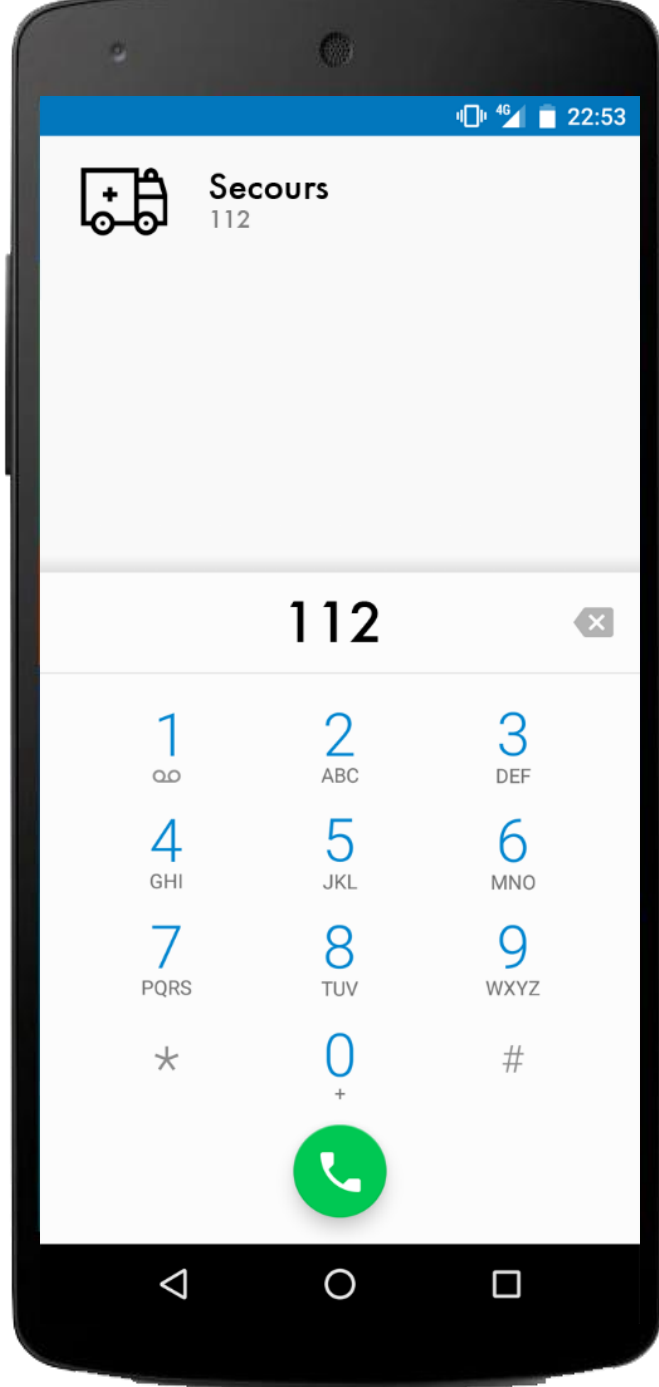 4G 22:53
Secours
112
112
1 2 3
ABC DEF
4 5 6
GHI JKL MNO
7 8 9
PQRS TUV WXYZ
* 0 #
+